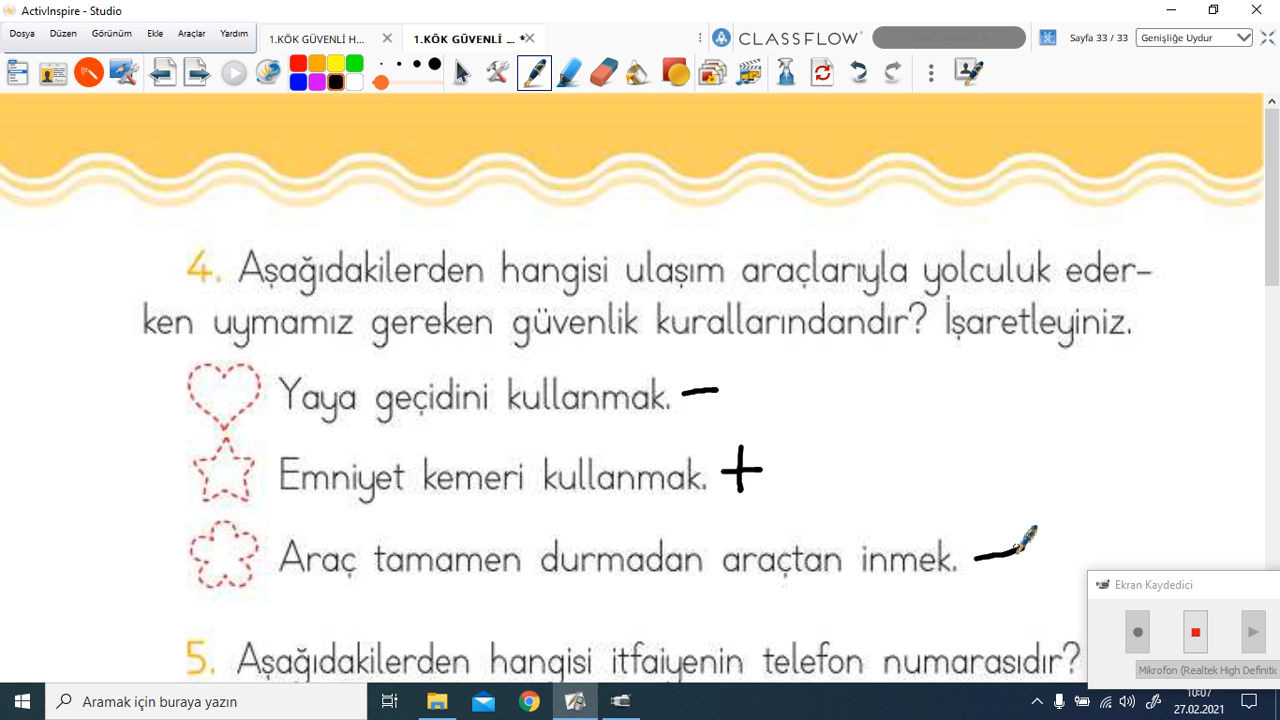 ActivInspire - Studio
Dosya Düzen Görünüm Ekle Araçlar Yardım
1.KÖK GÜVENLİ H...
1.KÖK GÜVENLİ ... *
CLASSFLOW
Sayfa 33 / 33
Genişliğe Uydur
4. Aşağıdakilerden hangisi ulaşım araçlarıyla yolculuk eder-
ken uymamız gereken güvenlik kurallarındandır? İşaretleyiniz.
Yaya geçidini kullanmak. -
Emniyet kemeri kullanmak. +
Araç tamamen durmadan araçtan inmek. -
5. Aşağıdakilerden hangisi itfaiyenin telefon numarasıdır?
Ekran Kaydedici
Mikrofon (Realtek High Definitic
Aramak için buraya yazın
10:07
27.02.2021